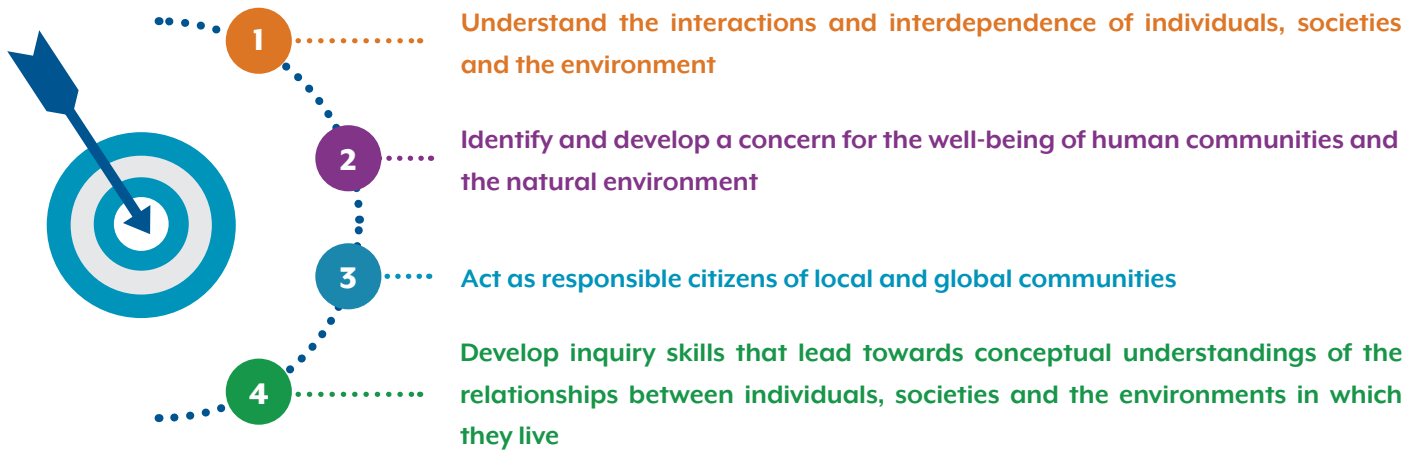 1
Understand the interactions and interdependence of individuals, societies
and the environment
2
Identify and develop a concern for the well-being of human communities and
the natural environment
3
Act as responsible citizens of local and global communities
4
Develop inquiry skills that lead towards conceptual understandings of the
relationships between individuals, societies and the environments in which
they live